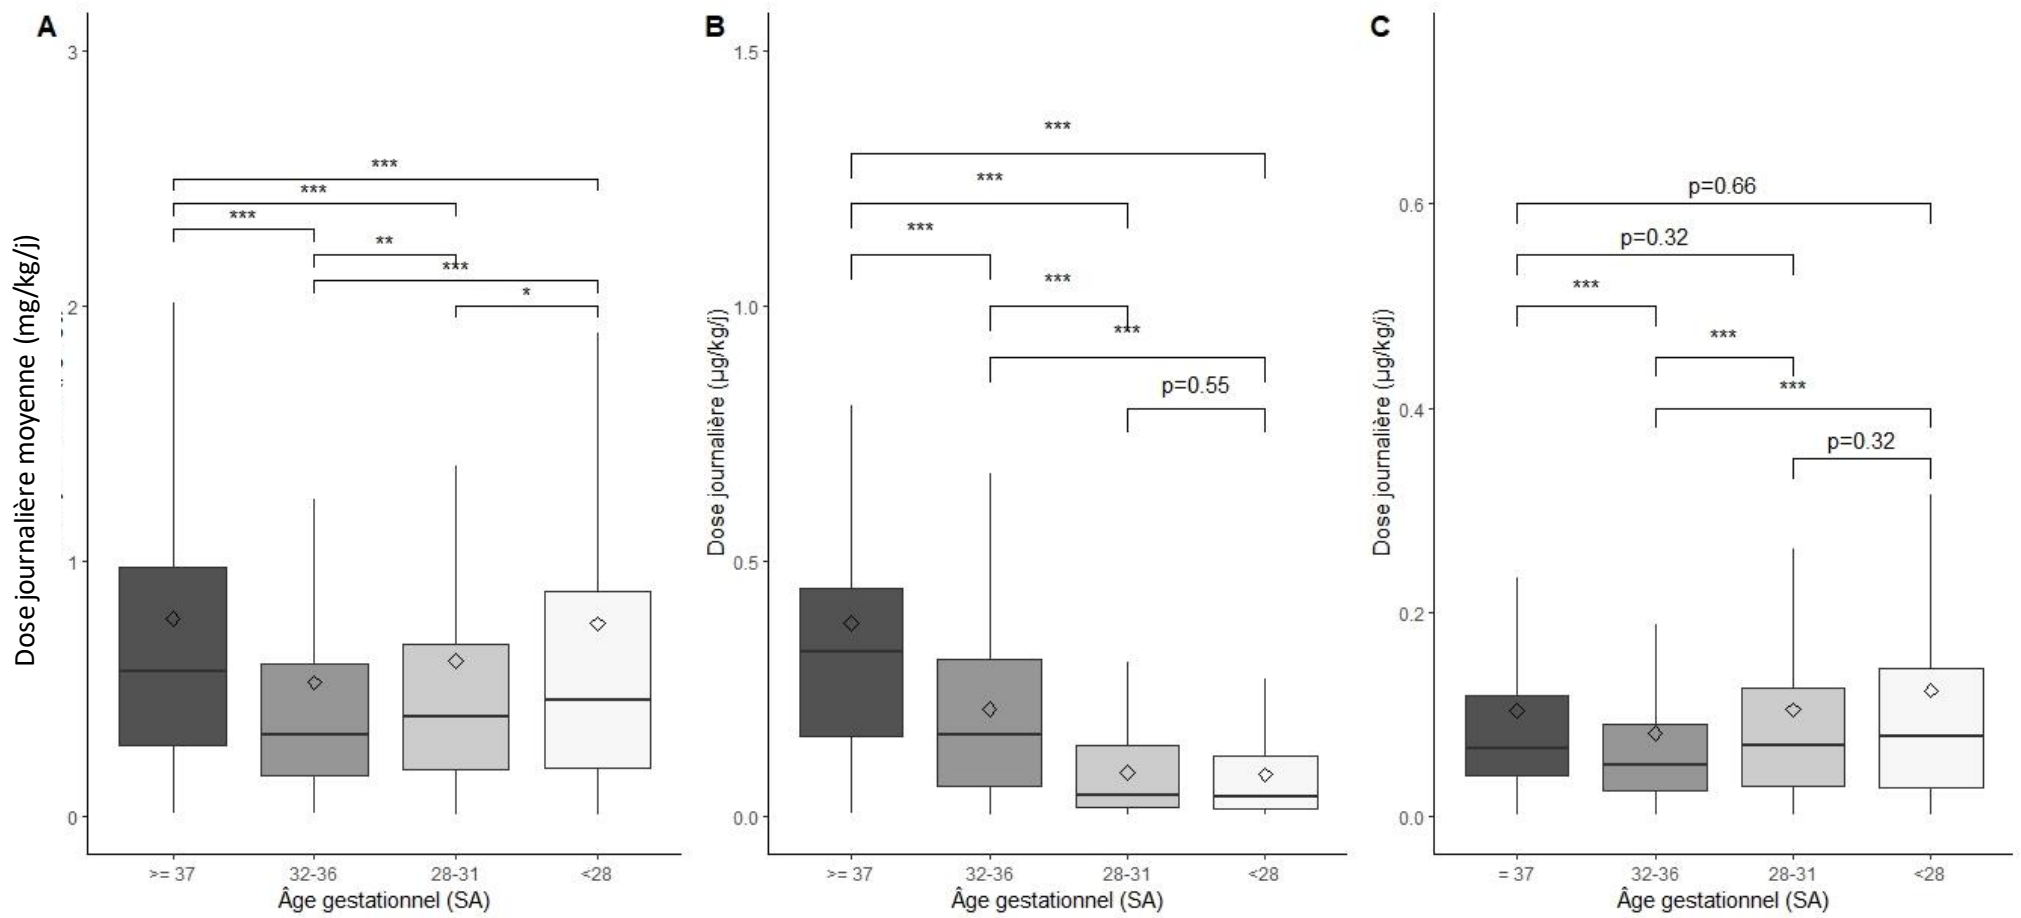 A
Dose journalière moyenne (mg/kg/j)
3
2
1
0
***
***
***
**
***
*
>= 37
32-36
28-31
<28
Âge gestationnel (SA)
B
Dose journalière (µg/kg/j)
1.5
1.0
0.5
0.0
***
***
***
***
***
p=0.55
>= 37
32-36
28-31
<28
Âge gestationnel (SA)
C
Dose journalière (µg/kg/j)
0.6
0.4
0.2
0.0
p=0.66
p=0.32
***
***
***
p=0.32
= 37
32-36
28-31
<28
Âge gestationnel (SA)